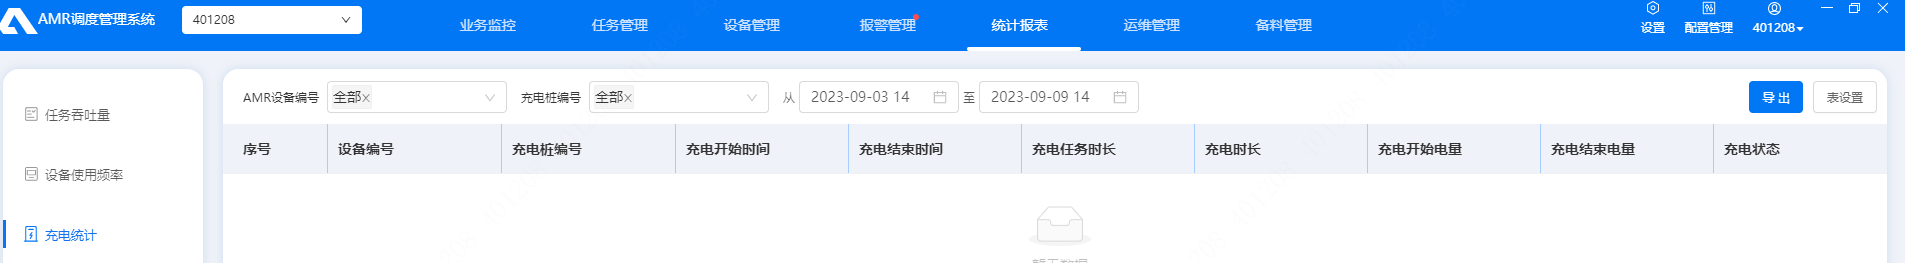 AMR调度管理系统
401208
业务监控
任务管理
设备管理
报警管理
统计报表
运维管理
备料管理
设置
配置管理
401208
任务吞吐量
设备使用频率
充电统计
AMR设备编号 全部x 充电桩编号 全部x 从 2023-09-03 14 至 2023-09-09 14 导 出 表设置
序号 设备编号 充电桩编号 充电开始时间 充电结束时间 充电任务时长 充电时长 充电开始电量 充电结束电量 充电状态